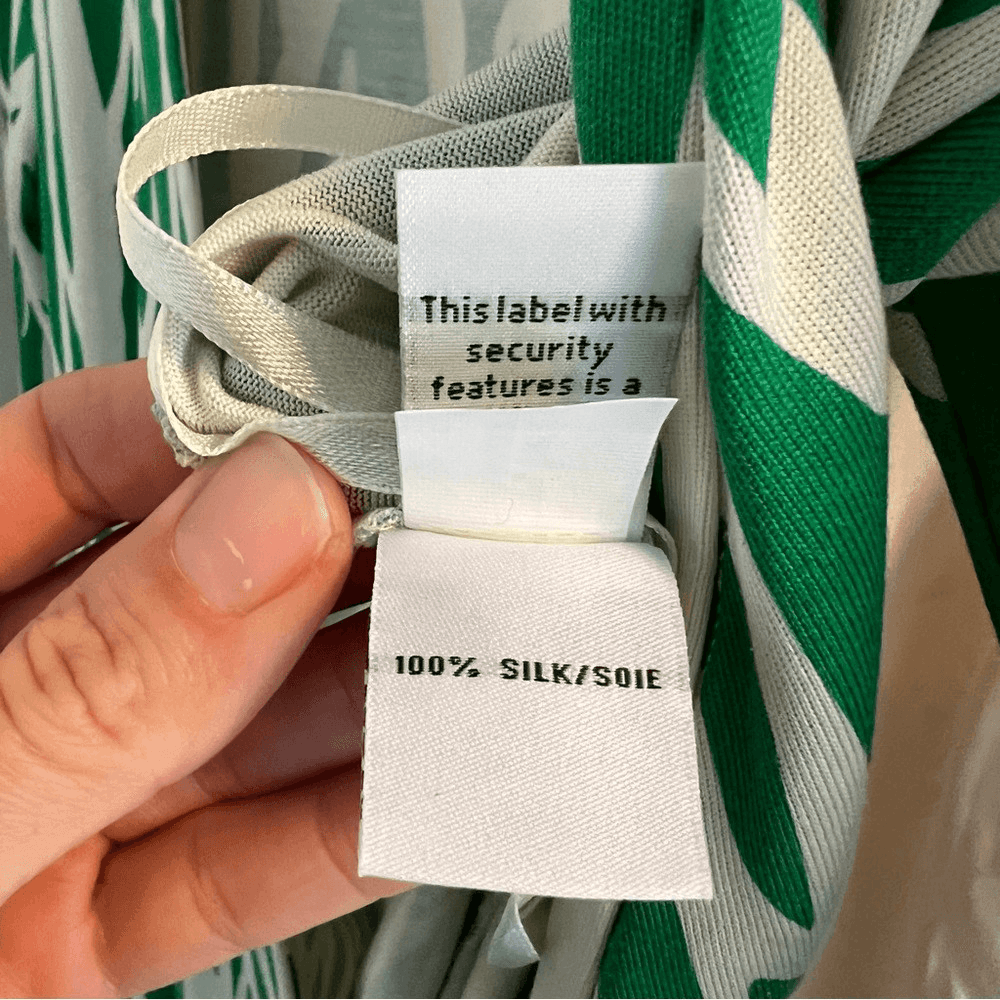 This label with
security
features is a
100% SILK/SOIE